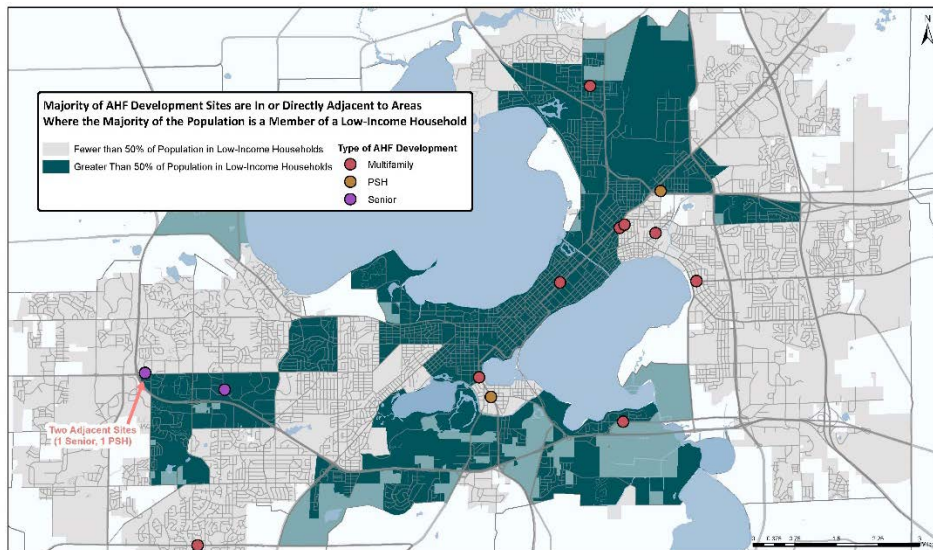 N
Majority of AHF Development Sites are In or Directly Adjacent to Areas
Where the Majority of the Population is a Member of a Low-Income Household
Fewer than 50% of Population in Low-Income Households
Greater Than 50% of Population in Low-Income Households
Type of AHF Development
Multifamily
PSH
Senior
Two Adjacent Sites
(1 Senior, 1 PSH)